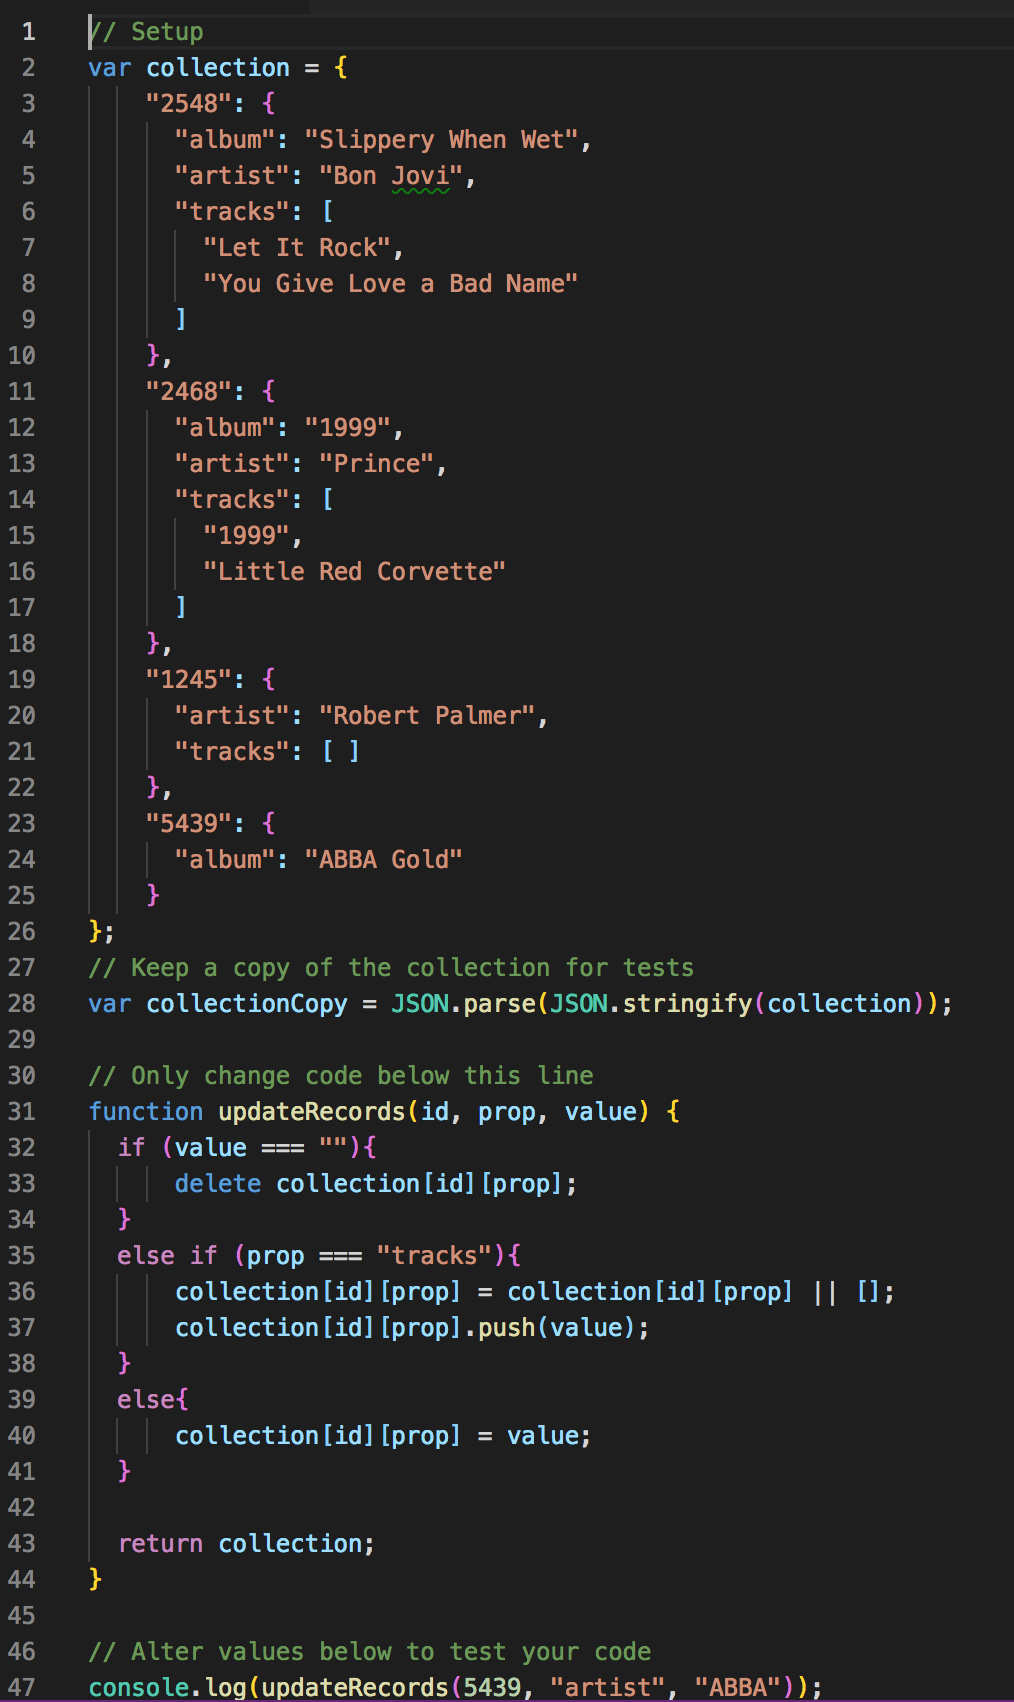 1 // Setup
2 var collection = {
3 "2548": {
4 "album": "Slippery When Wet",
5 "artist": "Bon Jovi",
6 "tracks": [
7 "Let It Rock",
8 "You Give Love a Bad Name"
9 ]
10 },
11 "2468": {
12 "album": "1999",
13 "artist": "Prince",
14 "tracks": [
15 "1999",
16 "Little Red Corvette"
17 ]
18 },
19 "1245": {
20 "artist": "Robert Palmer",
21 "tracks": [ ]
22 },
23 "5439": {
24 "album": "ABBA Gold"
25 }
26 };
27 // Keep a copy of the collection for tests
28 var collectionCopy = JSON.parse(JSON.stringify(collection));
29
30 // Only change code below this line
31 function updateRecords(id, prop, value) {
32 if (value === ""){
33 delete collection[id][prop];
34 }
35 else if (prop === "tracks"){
36 collection[id][prop] = collection[id][prop] || [];
37 collection[id][prop].push(value);
38 }
39 else{
40 collection[id][prop] = value;
41 }
42
43 return collection;
44 }
45
46 // Alter values below to test your code
47 console.log(updateRecords(5439, "artist", "ABBA"));